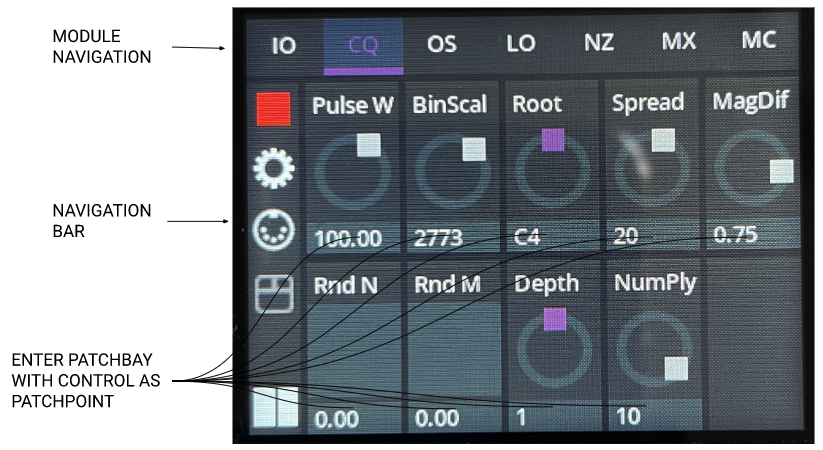 MODULE
NAVIGATION
IO CQ OS LO NZ MX MC
Pulse W BinScal Root Spread MagDif
NAVIGATION
BAR
100.00 2773 C4 20 0.75
Rnd N Rnd M Depth NumPly
ENTER PATCHBAY
WITH CONTROL AS
PATCHPOINT
0.00 0.00 1 10